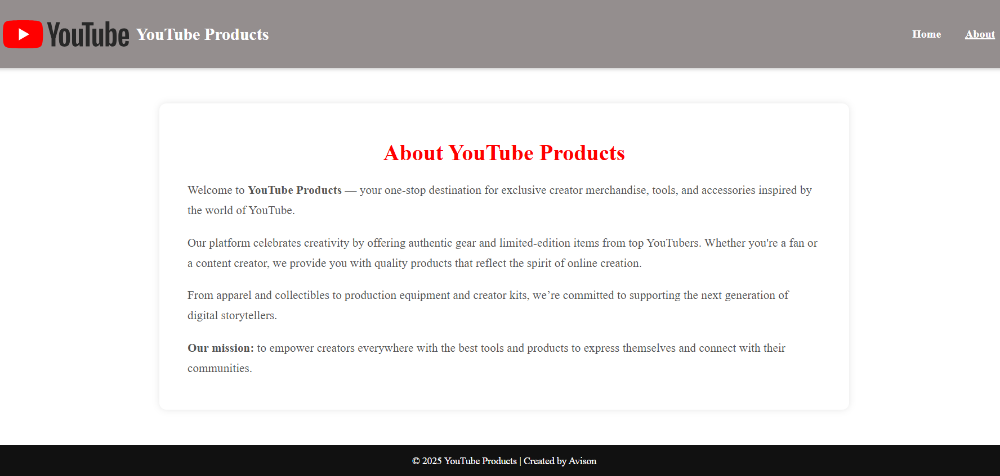 YouTube YouTube Products
Home About
About YouTube Products
Welcome to YouTube Products — your one-stop destination for exclusive creator merchandise, tools, and accessories inspired by
the world of YouTube.
Our platform celebrates creativity by offering authentic gear and limited-edition items from top YouTubers. Whether you're a fan or
a content creator, we provide you with quality products that reflect the spirit of online creation.
From apparel and collectibles to production equipment and creator kits, we’re committed to supporting the next generation of
digital storytellers.
Our mission: to empower creators everywhere with the best tools and products to express themselves and connect with their
communities.
© 2025 YouTube Products | Created by Avison